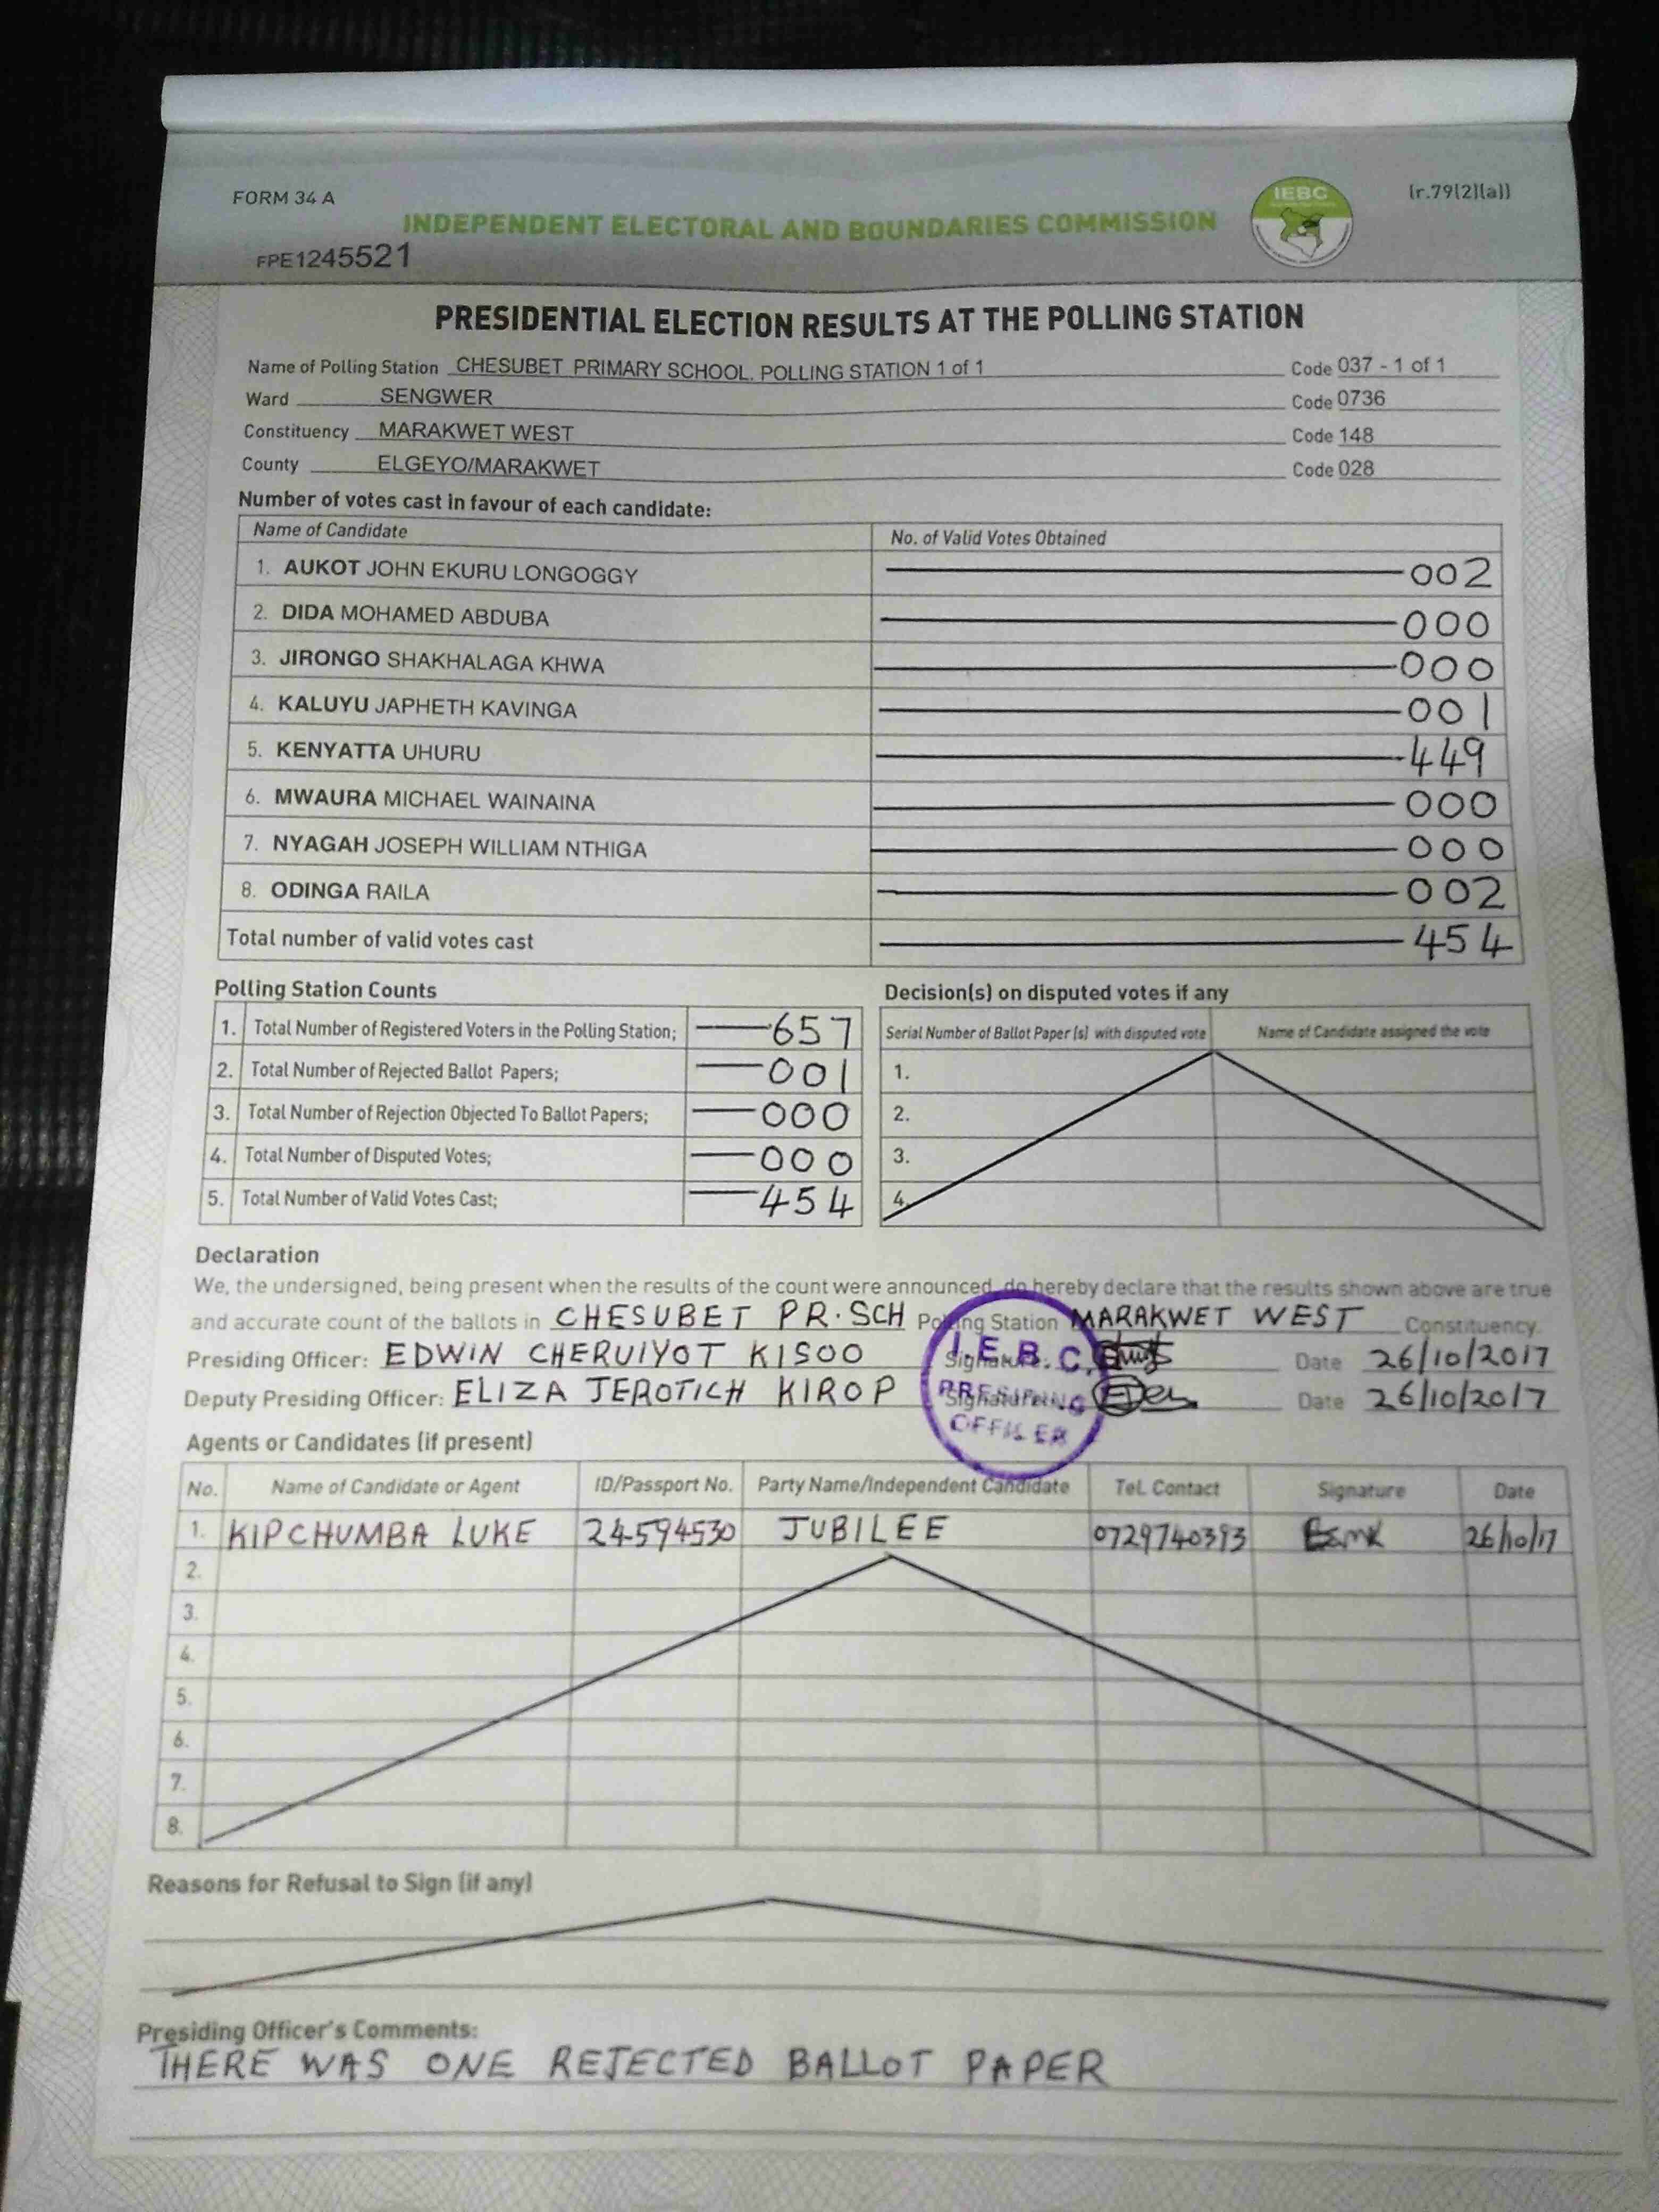 FORM 34 A
(r.79(2)(a))
IEBC
INDEPENDENT ELECTORAL AND BOUNDARIES COMMISSION
FPE1245521
PRESIDENTIAL ELECTION RESULTS AT THE POLLING STATION
Name of Polling Station CHESUBET PRIMARY SCHOOL. POLLING STATION 1 of 1 Code 037 - 1 of 1
Ward SENGWER Code 0736
Constituency MARAKWET WEST Code 148
County ELGEYO/MARAKWET Code 028
Number of votes cast in favour of each candidate:
Name of Candidate No. of Valid Votes Obtained
1. AUKOT JOHN EKURU LONGOGGY 002
2. DIDA MOHAMED ABDUBA 000
3. JIRONGO SHAKHALAGA KHWA 000
4. KALUYU JAPHETH KAVINGA 001
5. KENYATTA UHURU 449
6. MWAURA MICHAEL WAINAINA 000
7. NYAGAH JOSEPH WILLIAM NTHIGA 000
8. ODINGA RAILA 002
Total number of valid votes cast 454
Polling Station Counts
1. Total Number of Registered Voters in the Polling Station; 657
2. Total Number of Rejected Ballot Papers; 001
3. Total Number of Rejection Objected To Ballot Papers; 000
4. Total Number of Disputed Votes; 000
5. Total Number of Valid Votes Cast; 454
Decision(s) on disputed votes if any
Serial Number of Ballot Paper (s) with disputed vote Name of Candidate assigned the vote
1.
2.
3.
4.
Declaration
We, the undersigned, being present when the results of the count were announced, do hereby declare that the results shown above are true
and accurate count of the ballots in CHESUBET PR.SCH Polling Station MARAKWET WEST Constituency.
Presiding Officer: EDWIN CHERUIYOT KISOO Signature: Date 26/10/2017
Deputy Presiding Officer: ELIZA JEROTICH KIROP Signature: Date 26/10/2017
I.E.B.C.
PRESIDING
OFFICER
Agents or Candidates (if present)
No. Name of Candidate or Agent ID/Passport No. Party Name/Independent Candidate Tel. Contact Signature Date
1. KIPCHUMBA LUKE 24594530 JUBILEE 0729740393 26/10/17
2.
3.
4.
5.
6.
7.
8.
Reasons for Refusal to Sign (if any)
Presiding Officer's Comments:
THERE WAS ONE REJECTED BALLOT PAPER